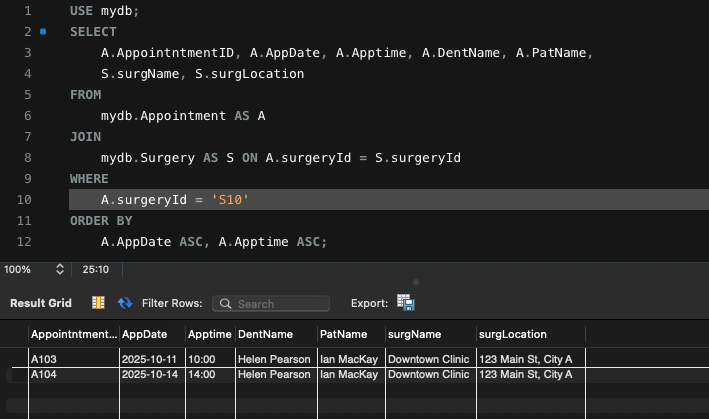 1 USE mydb;
2 SELECT
3 A.AppointntmentID, A.AppDate, A.Apptime, A.DentName, A.PatName,
4 S.surgName, S.surgLocation
5 FROM
6 mydb.Appointment AS A
7 JOIN
8 mydb.Surgery AS S ON A.surgeryId = S.surgeryId
9 WHERE
10 A.surgeryId = 'S10'
11 ORDER BY
12 A.AppDate ASC, A.Apptime ASC;
100% 25:10
Result Grid Filter Rows: Search Export:
Appointntment... AppDate Apptime DentName PatName surgName surgLocation
A103 2025-10-11 10:00 Helen Pearson Ian MacKay Downtown Clinic 123 Main St, City A
A104 2025-10-14 14:00 Helen Pearson Ian MacKay Downtown Clinic 123 Main St, City A